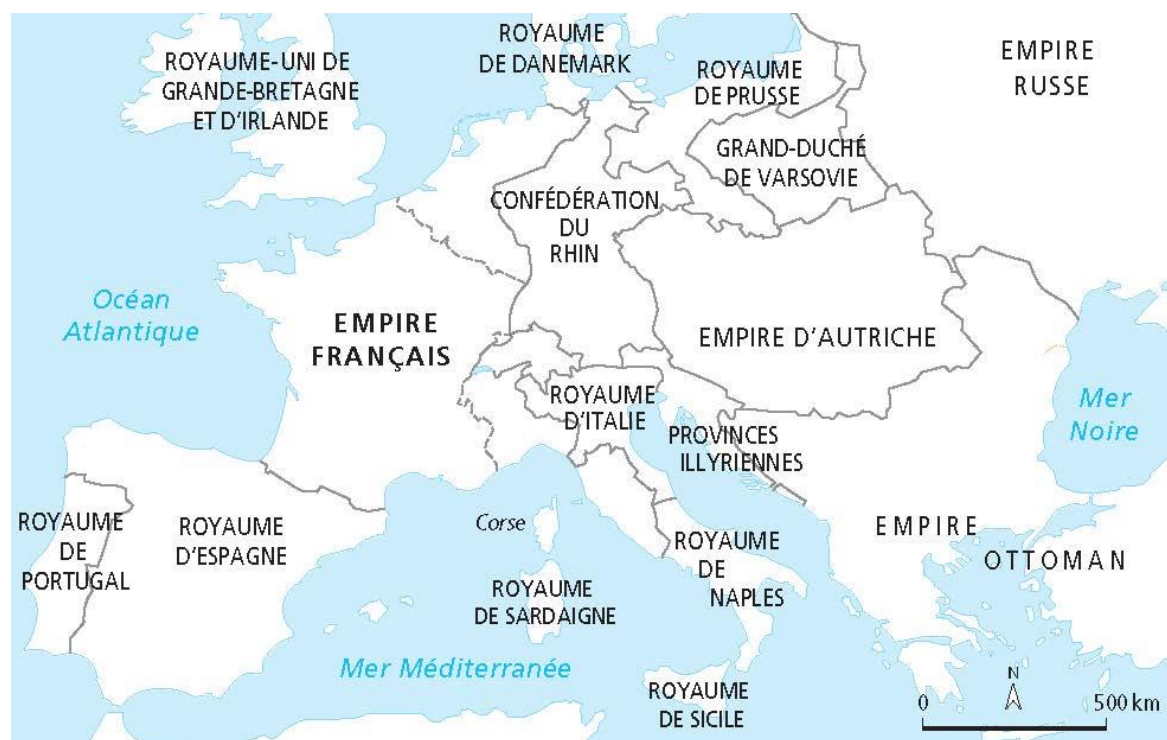 ROYAUME-UNI DE
GRANDE-BRETAGNE
ET D'IRLANDE
ROYAUME
DE DANEMARK
ROYAUME
DE PRUSSE
EMPIRE
RUSSE
GRAND-DUCHÉ
DE VARSOVIE
CONFÉDÉRATION
DU
RHIN
Océan
Atlantique
EMPIRE
FRANÇAIS
EMPIRE D'AUTRICHE
ROYAUME
D'ITALIE
PROVINCES
ILLYRIENNES
Mer
Noire
ROYAUME
DE
PORTUGAL
ROYAUME
D'ESPAGNE
Corse
ROYAUME
DE SARDAIGNE
ROYAUME
DE
NAPLES
EMPIRE
OTTOMAN
Mer Méditerranée
ROYAUME
DE SICILE
N
0 500 km